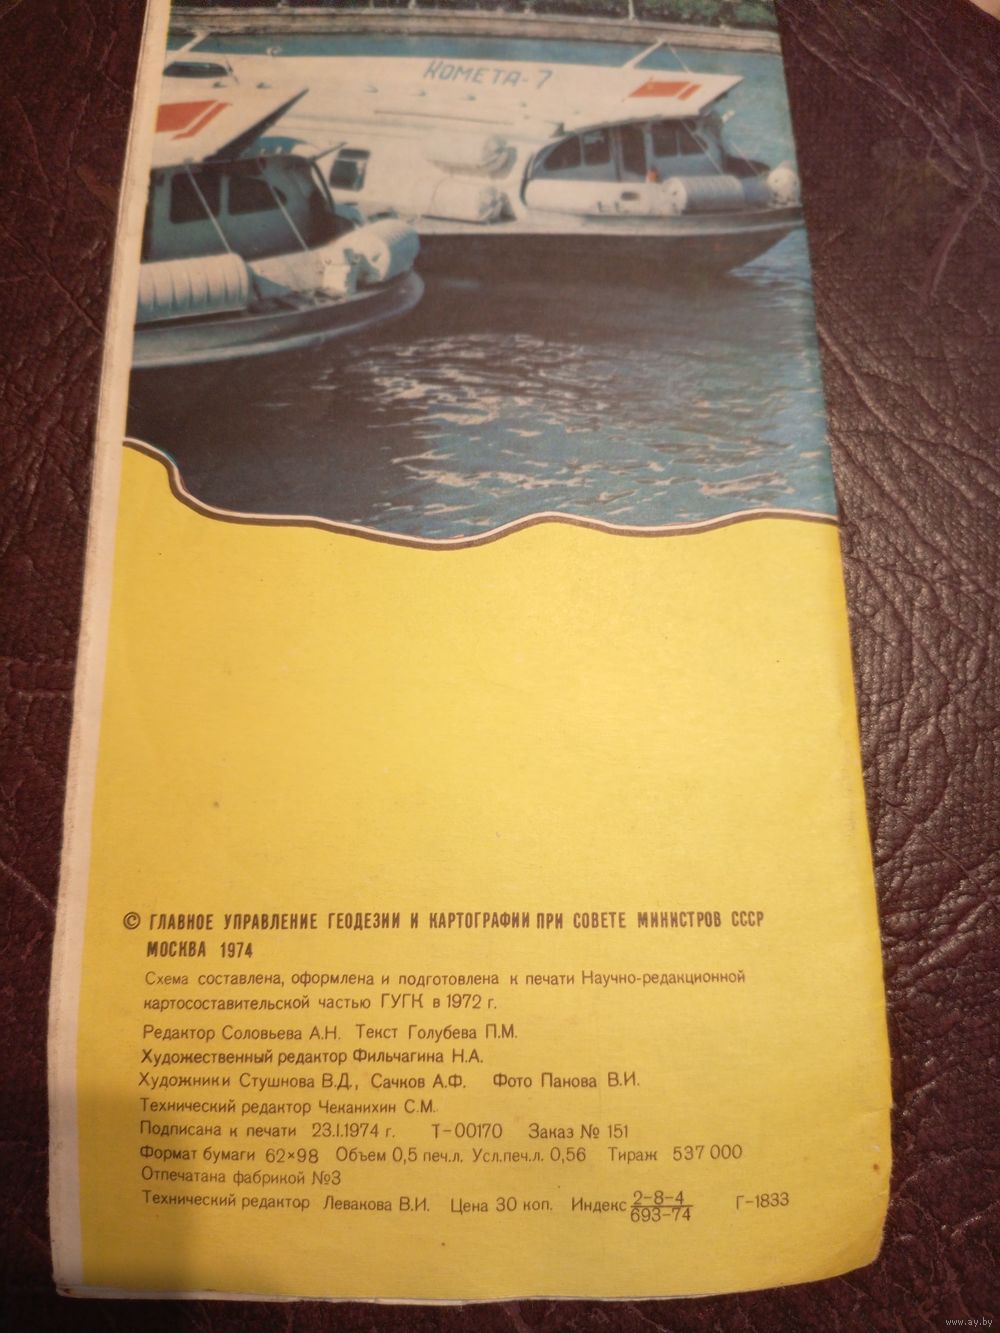 КОМЕТА-7
© ГЛАВНОЕ УПРАВЛЕНИЕ ГЕОДЕЗИИ И КАРТОГРАФИИ ПРИ СОВЕТЕ МИНИСТРОВ СССР
МОСКВА 1974
Схема составлена, оформлена и подготовлена к печати Научно-редакционной
картосоставительской частью ГУГК в 1972 г.
Редактор Соловьева А.Н. Текст Голубева П.М.
Художественный редактор Фильчагина Н.А.
Художники Стушнова В.Д., Сачков А.Ф. Фото Панова В.И.
Технический редактор Чеканихин С.М.
Подписана к печати 23.I.1974 г. Т-00170 Заказ № 151
Формат бумаги 62×98 Объем 0,5 печ.л. Усл.печ.л. 0,56 Тираж 537 000
Отпечатана фабрикой №3
Технический редактор Левакова В.И. Цена 30 коп. Индекс 2-8-4 Г-1833
693-74
www.ay.by